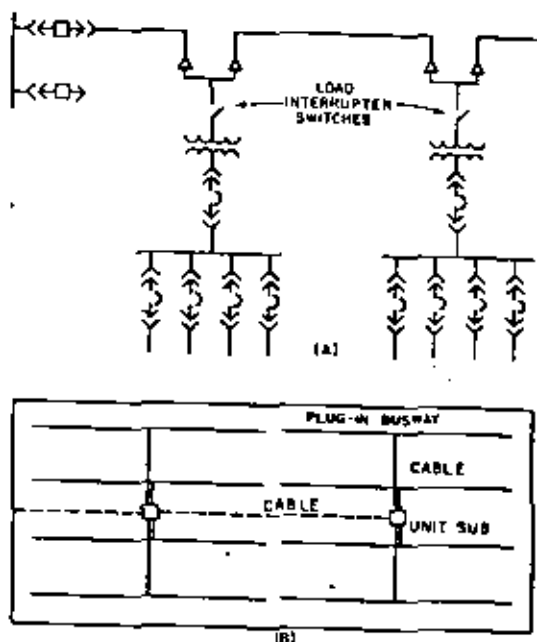 LOAD
INTERRUPTER
SWITCHES
(A)
PLUG-IN BUSWAY
CABLE
CABLE
UNIT SUB
(B)